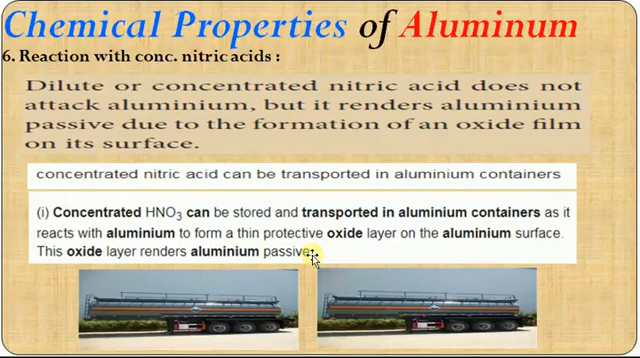 Chemical Properties of Aluminum
6. Reaction with conc. nitric acids :
Dilute or concentrated nitric acid does not
attack aluminium, but it renders aluminium
passive due to the formation of an oxide film
on its surface.
concentrated nitric acid can be transported in aluminium containers
(i) Concentrated HNO3 can be stored and transported in aluminium containers as it
reacts with aluminium to form a thin protective oxide layer on the aluminium surface.
This oxide layer renders aluminium passive.